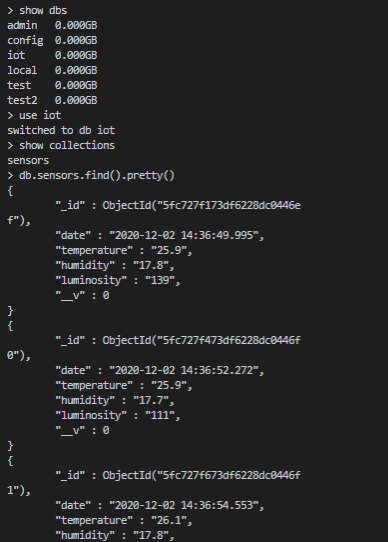 > show dbs
admin   0.000GB
config  0.000GB
iot     0.000GB
local   0.000GB
test    0.000GB
test2   0.000GB
> use iot
switched to db iot
> show collections
sensors
> db.sensors.find().pretty()
{
        "_id" : ObjectId("5fc727f173df6228dc0446e
f"),
        "date" : "2020-12-02 14:36:49.995",
        "temperature" : "25.9",
        "humidity" : "17.8",
        "luminosity" : "139",
        "__v" : 0
}
{
        "_id" : ObjectId("5fc727f473df6228dc0446f
0"),
        "date" : "2020-12-02 14:36:52.272",
        "temperature" : "25.9",
        "humidity" : "17.7",
        "luminosity" : "111",
        "__v" : 0
}
{
        "_id" : ObjectId("5fc727f673df6228dc0446f
1"),
        "date" : "2020-12-02 14:36:54.553",
        "temperature" : "26.1",
        "humidity" : "17.8",